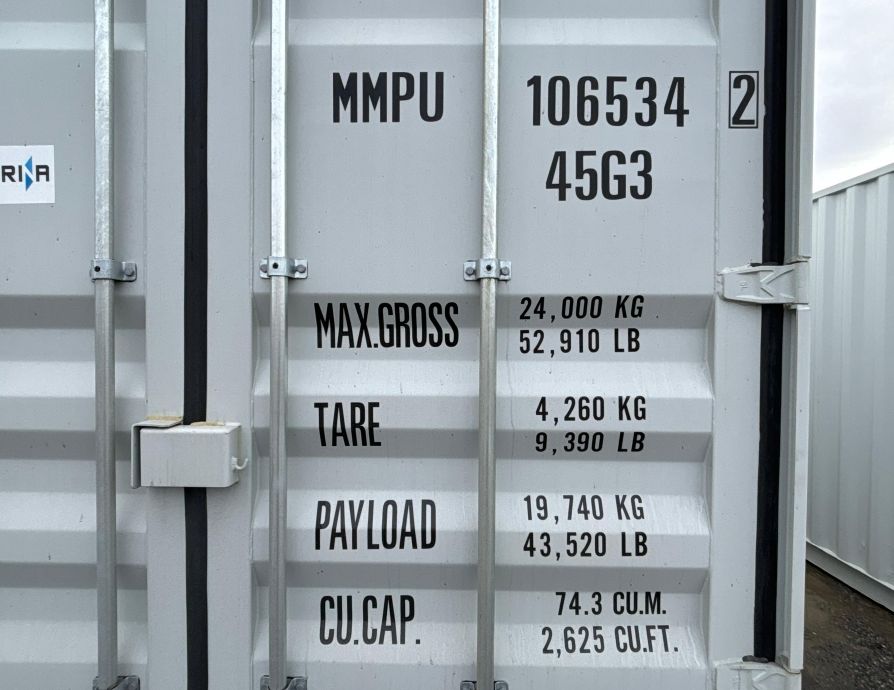 MMPU 106534 2
45G3
RINA
MAX.GROSS 24,000 KG
52,910 LB
TARE 4,260 KG
9,390 LB
PAYLOAD 19,740 KG
43,520 LB
CU.CAP. 74.3 CU.M.
2,625 CU.FT.